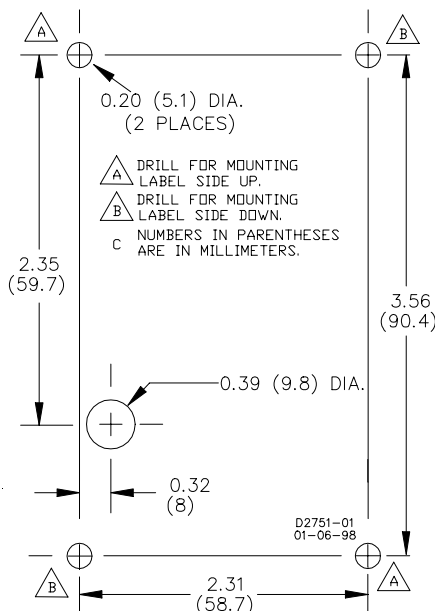 A
B
0.20 (5.1) DIA.
(2 PLACES)
A DRILL FOR MOUNTING
LABEL SIDE UP.
B DRILL FOR MOUNTING
LABEL SIDE DOWN.
C NUMBERS IN PARENTHESES
ARE IN MILLIMETERS.
2.35
(59.7)
3.56
(90.4)
0.39 (9.8) DIA.
0.32
(8)
D2751-01
01-06-98
B
2.31
(58.7)
A